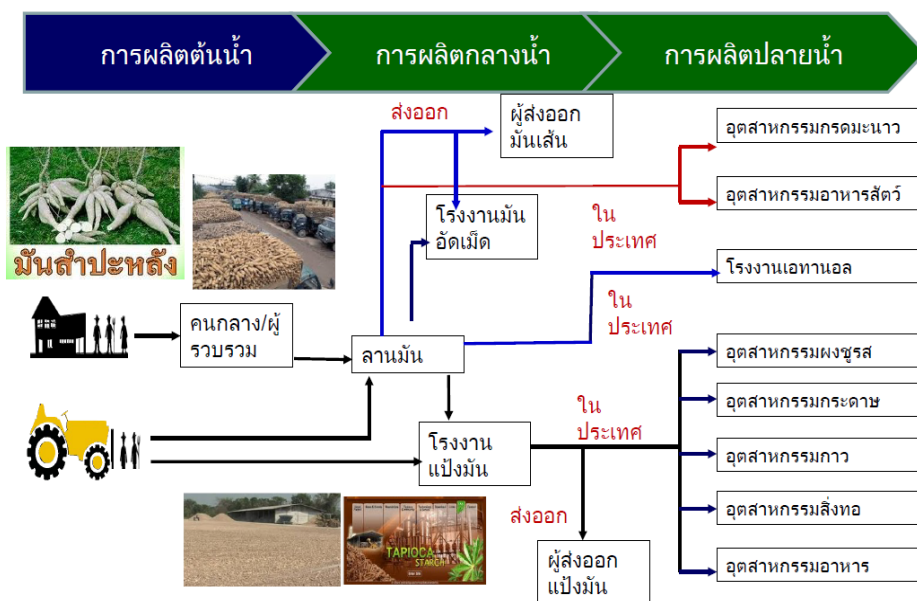 การผลิตต้นน้ำ
การผลิตกลางน้ำ
การผลิตปลายน้ำ
ส่งออก
ผู้ส่งออก
มันเส้น
อุตสาหกรรมกรดมะนาว
อุตสาหกรรมอาหารสัตว์
โรงงานมัน
อัดเม็ด
ใน
ประเทศ
มันสำปะหลัง
โรงงานเอทานอล
ใน
ประเทศ
คนกลาง/ผู้
รวบรวม
ลานมัน
อุตสาหกรรมผงชูรส
อุตสาหกรรมกระดาษ
ใน
ประเทศ
โรงงาน
แป้งมัน
อุตสาหกรรมกาว
อุตสาหกรรมสิ่งทอ
ส่งออก
TAPIOCA
STARCH
ผู้ส่งออก
แป้งมัน
อุตสาหกรรมอาหาร